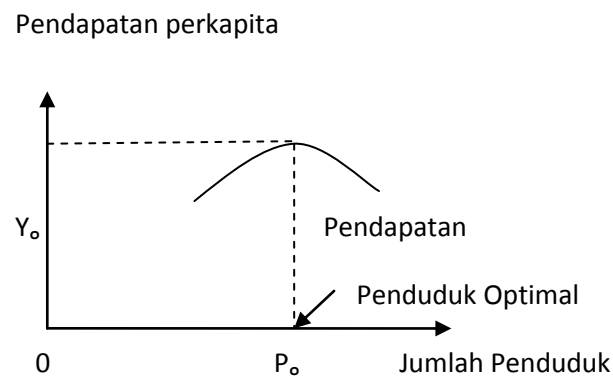 Pendapatan perkapita
Yₒ
Pendapatan
Penduduk Optimal
0
Pₒ
Jumlah Penduduk